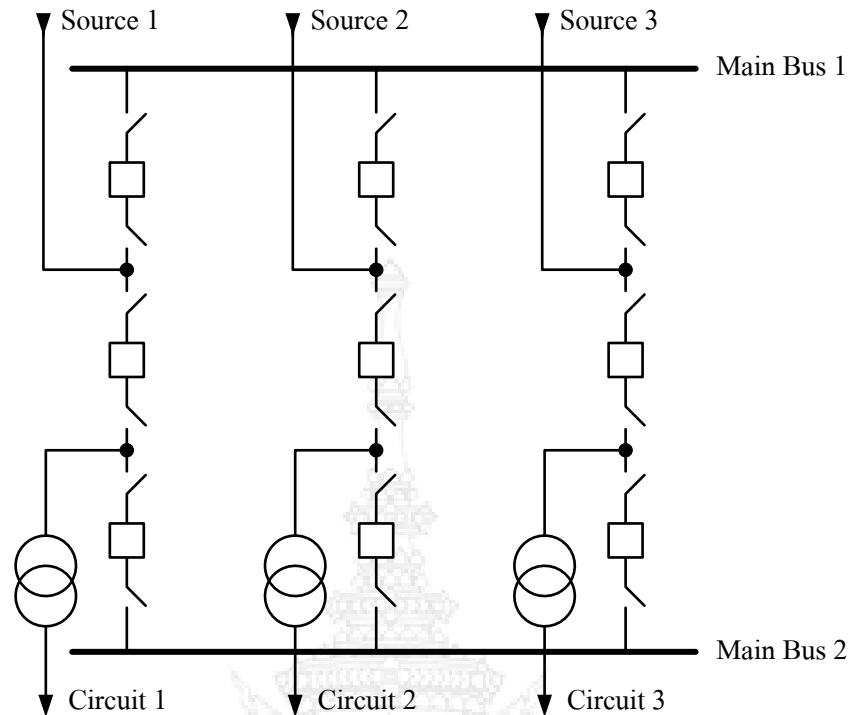 Source 1
Source 2
Source 3
Main Bus 1
Main Bus 2
Circuit 1
Circuit 2
Circuit 3